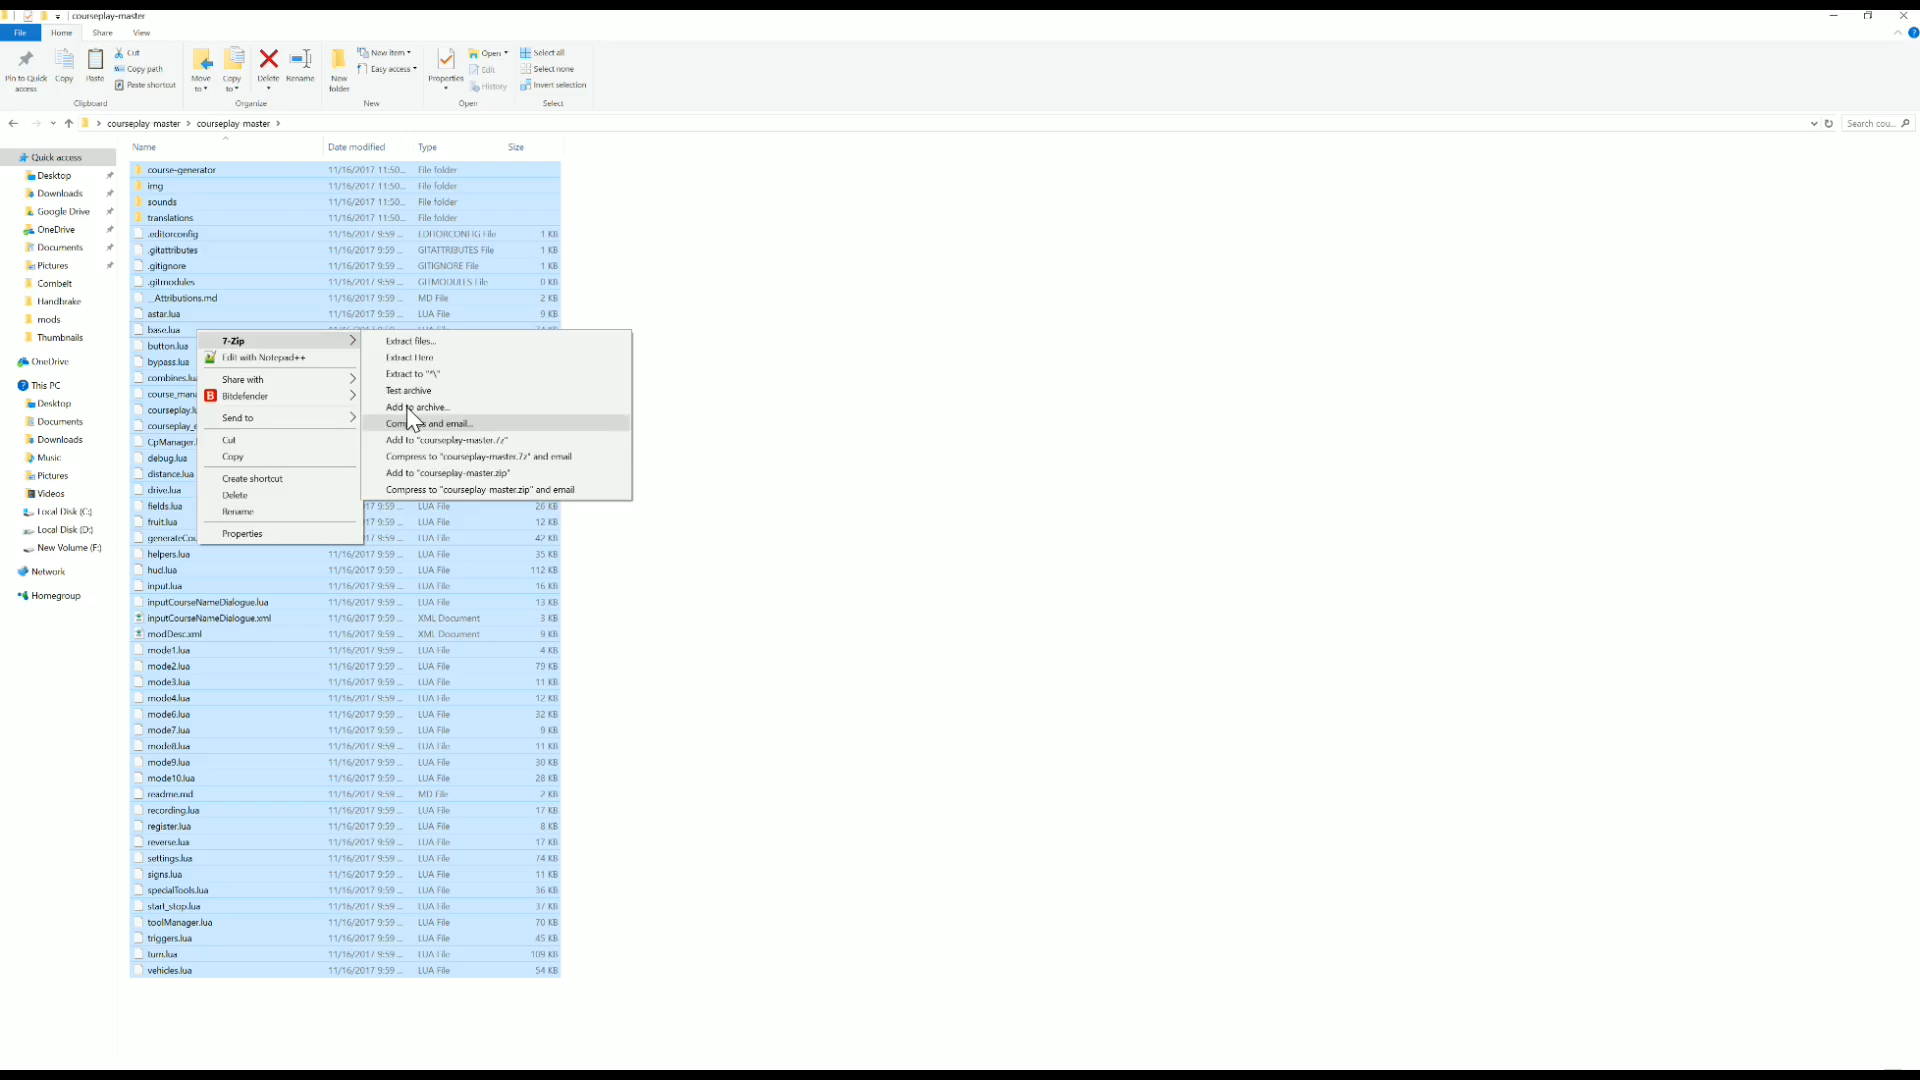 courseplay-master
File Home Share View
Pin to Quick access
Copy
Paste
Cut
Copy path
Paste shortcut
Clipboard
Move to
Copy to
Delete
Rename
Organize
New folder
New item
Easy access
New
Properties
Open
Edit
History
Open
Select all
Select none
Invert selection
Select
courseplay-master > courseplay-master >
Search cou...
Quick access
Desktop
Downloads
Google Drive
OneDrive
Documents
Pictures
Cornbelt
Handbrake
mods
Thumbnails
OneDrive
This PC
Desktop
Documents
Downloads
Music
Pictures
Videos
Local Disk (C:)
Local Disk (D:)
New Volume (F:)
Network
Homegroup
Name Date modified Type Size
course-generator 11/16/2017 11:50... File folder
img 11/16/2017 11:50... File folder
sounds 11/16/2017 11:50... File folder
translations 11/16/2017 11:50... File folder
.editorconfig 11/16/2017 9:59 ... EDITORCONFIG File 1 KB
.gitattributes 11/16/2017 9:59 ... GITATTRIBUTES File 1 KB
.gitignore 11/16/2017 9:59 ... GITIGNORE File 1 KB
.gitmodules 11/16/2017 9:59 ... GITMODULES File 0 KB
_Attributions.md 11/16/2017 9:59 ... MD File 2 KB
astar.lua 11/16/2017 9:59 ... LUA File 9 KB
base.lua
button.lua
bypass.lua
combines.lua
course_mana
courseplay.lu
courseplay_e
CpManager.l
debug.lua
distance.lua
drive.lua
fields.lua 17 9:59 ... LUA File 26 KB
fruit.lua 17 9:59 ... LUA File 12 KB
generateCou 17 9:59 ... LUA File 42 KB
helpers.lua 11/16/2017 9:59 ... LUA File 35 KB
hud.lua 11/16/2017 9:59 ... LUA File 112 KB
input.lua 11/16/2017 9:59 ... LUA File 16 KB
inputCourseNameDialogue.lua 11/16/2017 9:59 ... LUA File 13 KB
inputCourseNameDialogue.xml 11/16/2017 9:59 ... XML Document 3 KB
modDesc.xml 11/16/2017 9:59 ... XML Document 9 KB
mode1.lua 11/16/2017 9:59 ... LUA File 4 KB
mode2.lua 11/16/2017 9:59 ... LUA File 79 KB
mode3.lua 11/16/2017 9:59 ... LUA File 11 KB
mode4.lua 11/16/2017 9:59 ... LUA File 12 KB
mode6.lua 11/16/2017 9:59 ... LUA File 32 KB
mode7.lua 11/16/2017 9:59 ... LUA File 9 KB
mode8.lua 11/16/2017 9:59 ... LUA File 11 KB
mode9.lua 11/16/2017 9:59 ... LUA File 30 KB
mode10.lua 11/16/2017 9:59 ... LUA File 28 KB
readme.md 11/16/2017 9:59 ... MD File 2 KB
recording.lua 11/16/2017 9:59 ... LUA File 17 KB
register.lua 11/16/2017 9:59 ... LUA File 8 KB
reverse.lua 11/16/2017 9:59 ... LUA File 17 KB
settings.lua 11/16/2017 9:59 ... LUA File 74 KB
signs.lua 11/16/2017 9:59 ... LUA File 11 KB
specialTools.lua 11/16/2017 9:59 ... LUA File 36 KB
start_stop.lua 11/16/2017 9:59 ... LUA File 37 KB
toolManager.lua 11/16/2017 9:59 ... LUA File 70 KB
triggers.lua 11/16/2017 9:59 ... LUA File 45 KB
turn.lua 11/16/2017 9:59 ... LUA File 109 KB
vehicles.lua 11/16/2017 9:59 ... LUA File 54 KB
7-Zip
Edit with Notepad++
Share with
Bitdefender
Send to
Cut
Copy
Create shortcut
Delete
Rename
Properties
Extract files...
Extract Here
Extract to "*\"
Test archive
Add to archive...
Compress and email...
Add to "courseplay-master.7z"
Compress to "courseplay-master.7z" and email
Add to "courseplay-master.zip"
Compress to "courseplay-master.zip" and email